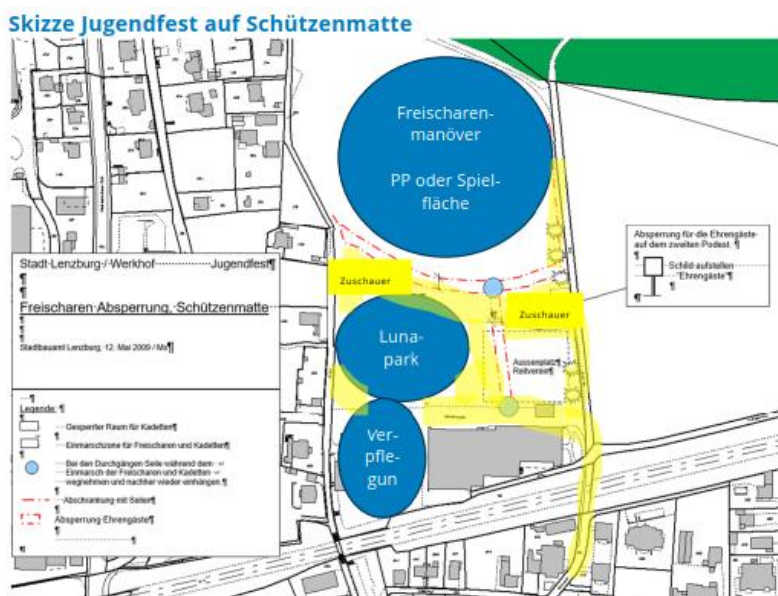 Skizze Jugendfest auf Schützenmatte
Freischaren-
manöver
PP oder Spiel-
fläche
Absperrung für die Ehrengäste
auf dem zweiten Podest. ¶
¶
Schild aufstellen
"Ehrengäste"¶
¶
¶
Stadt Lenzburg / Werkhof Jugendfest¶
¶
¶
¶
Freischaren Absperrung, Schützenmatte
¶
¶
¶
Stadtbauamt Lenzburg, 12. Mai 2009 / Ms¶
Zuschauer
Zuschauer
Luna-
park
Aussenplatz¶
Reitverein¶
Ver-
pfle-
gun
¶
Legende: ¶
¶
Gesperrter Raum für Kadetten¶
¶
Einmarschzone für Freischaren und Kadetten¶
¶
Bei den Durchgängen Seile während dem
Einmarsch der Freischaren und Kadetten
wegnehmen und nachher wieder einhängen.¶
¶
Abschrankung mit Seilen¶
¶
Absperrung Ehrengäste¶
¶
¶